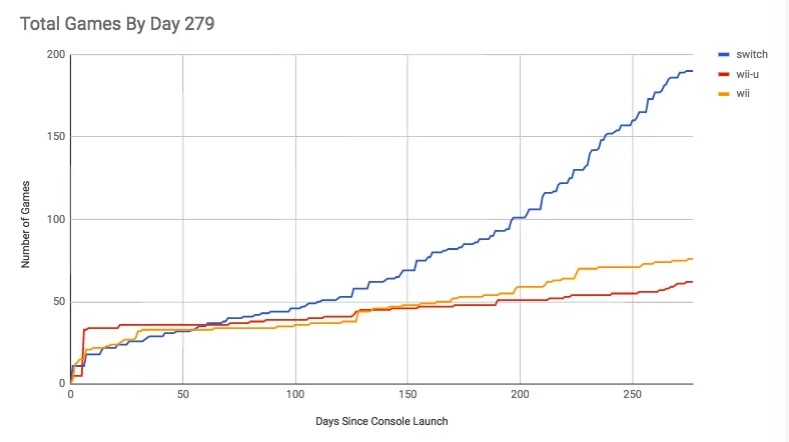 Total Games By Day 279
switch
wii-u
wii
Number of Games
200
150
100
50
0
0 50 100 150 200 250
Days Since Console Launch